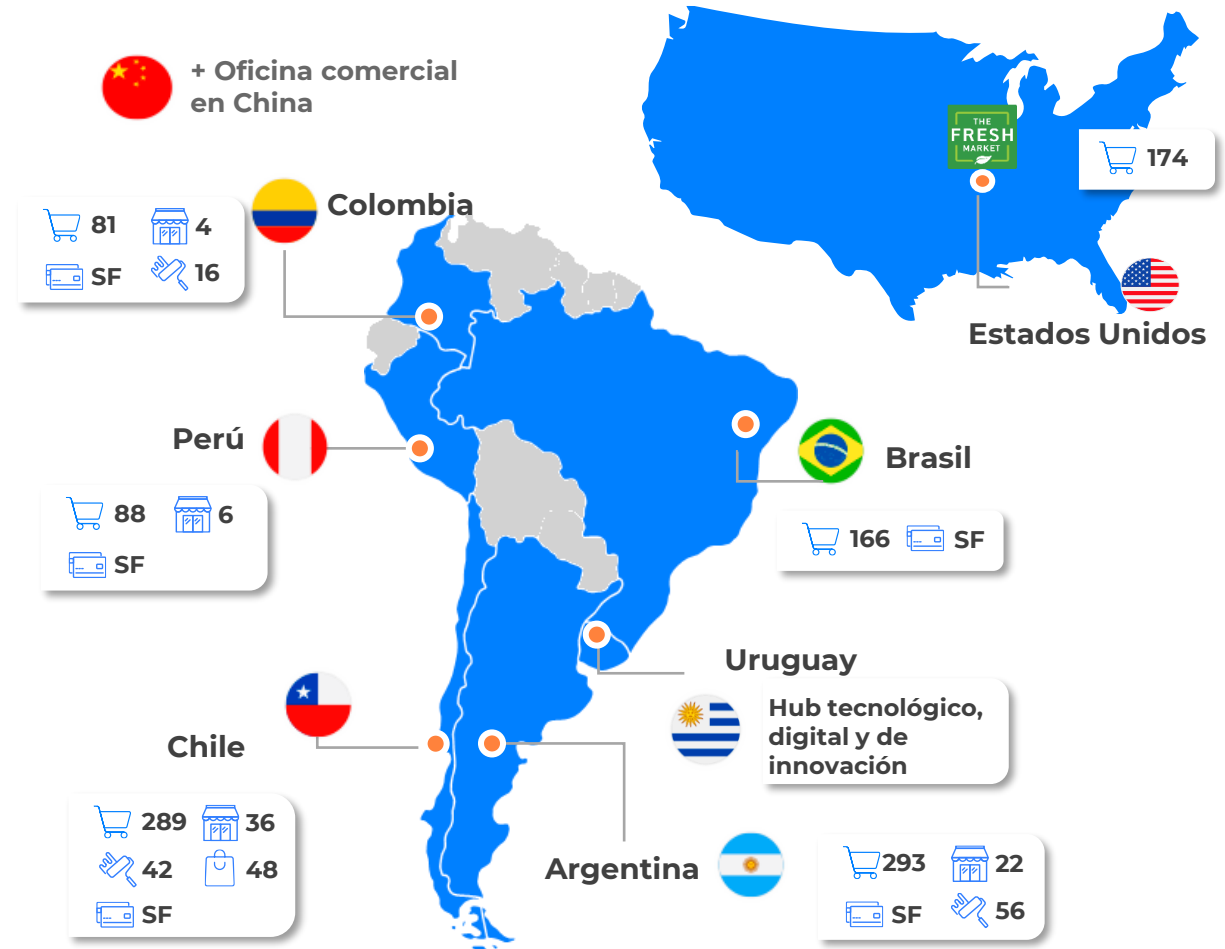 + Oficina comercial
en China
THE
FRESH
MARKET
174
Estados Unidos
Colombia
81 4
SF 16
Perú
88 6
SF
Brasil
166 SF
Uruguay
Hub tecnológico,
digital y de
innovación
Chile
289 36
42 48
SF
Argentina
293 22
SF 56